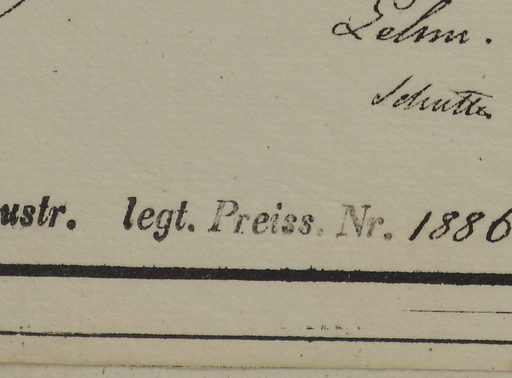 Lehm.
Schutt.
ustr. legt. Preiss. Nr. 1886